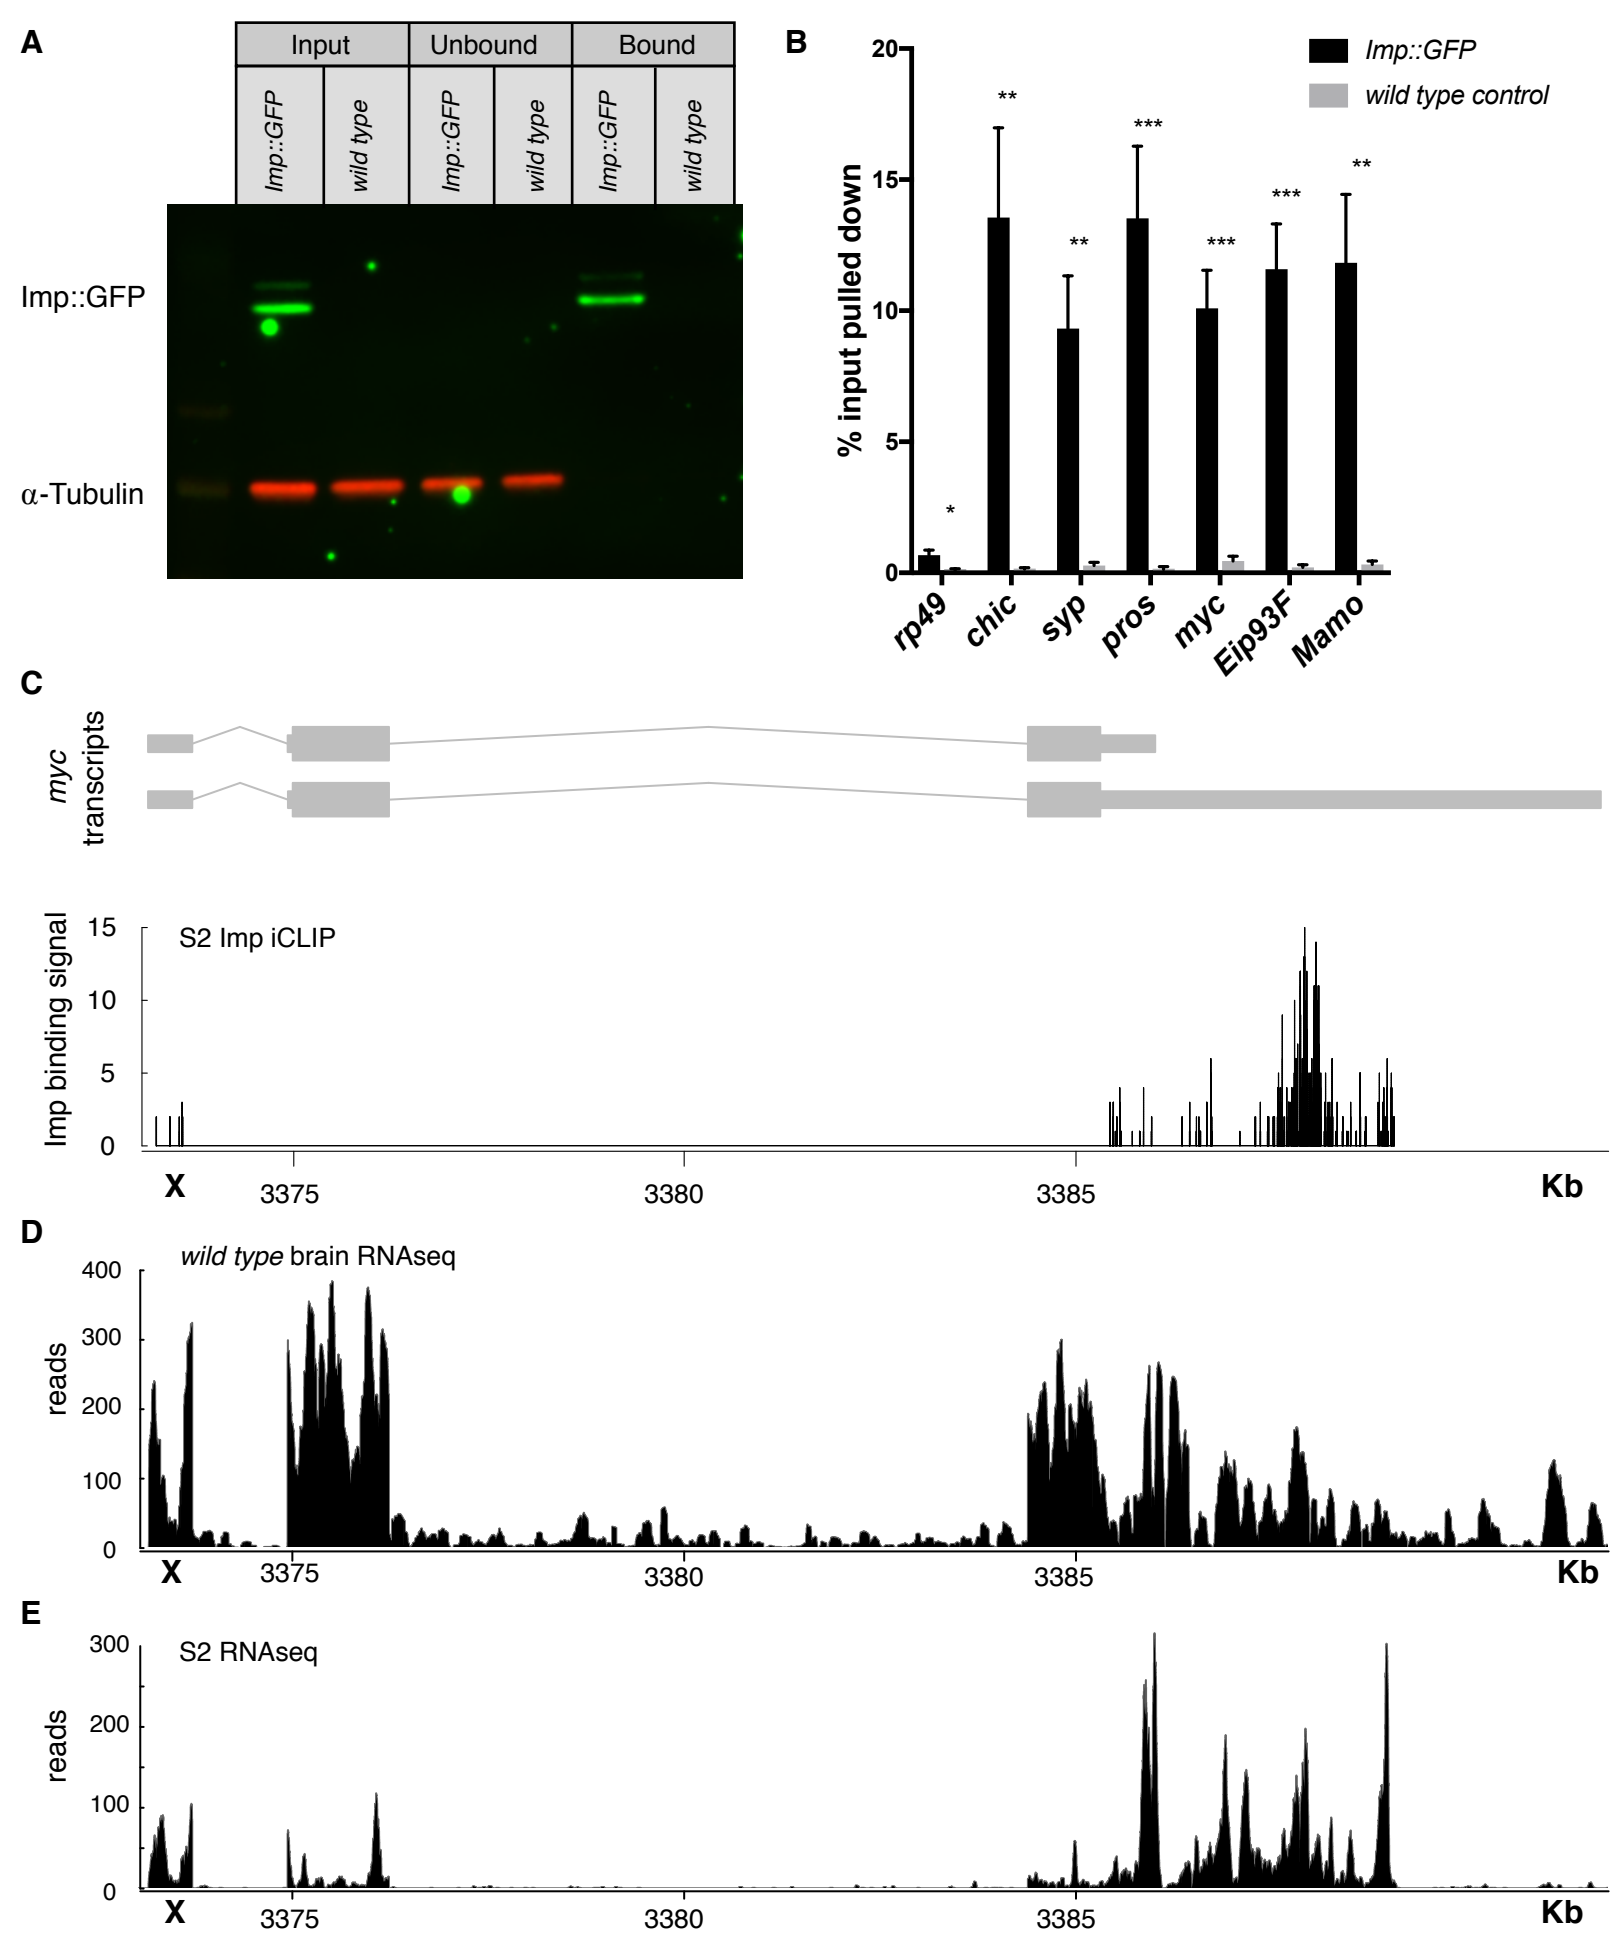 A
Input Unbound Bound
Imp::GFP wild type Imp::GFP wild type Imp::GFP wild type
Imp::GFP
α-Tubulin
B
Imp::GFP
wild type control
% input pulled down
20
15
10
5
0
* ** ** *** *** *** **
rp49 chic syp pros myc Eip93F Mamo
C
myc
transcripts
S2 Imp iCLIP
Imp binding signal
15
10
5
0
X 3375 3380 3385 Kb
D
wild type brain RNAseq
reads
400
300
200
100
0
X 3375 3380 3385 Kb
E
S2 RNAseq
reads
300
200
100
0
X 3375 3380 3385 Kb